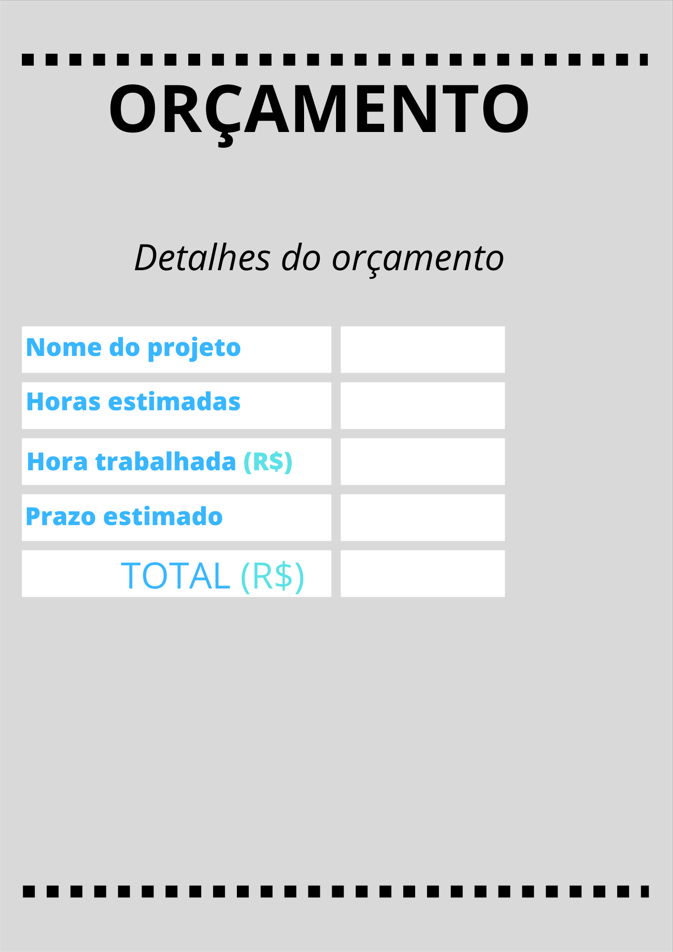 ORÇAMENTO
Detalhes do orçamento
Nome do projeto
Horas estimadas
Hora trabalhada (R$)
Prazo estimado
TOTAL (R$)